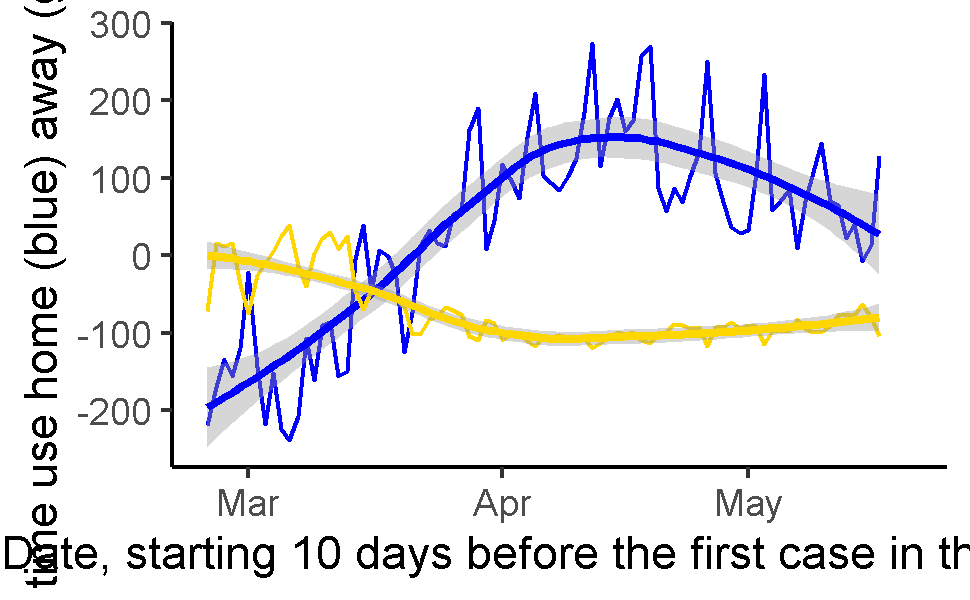 time use home (blue) away (
300
200
100
0
-100
-200
Mar Apr May
Date, starting 10 days before the first case in th